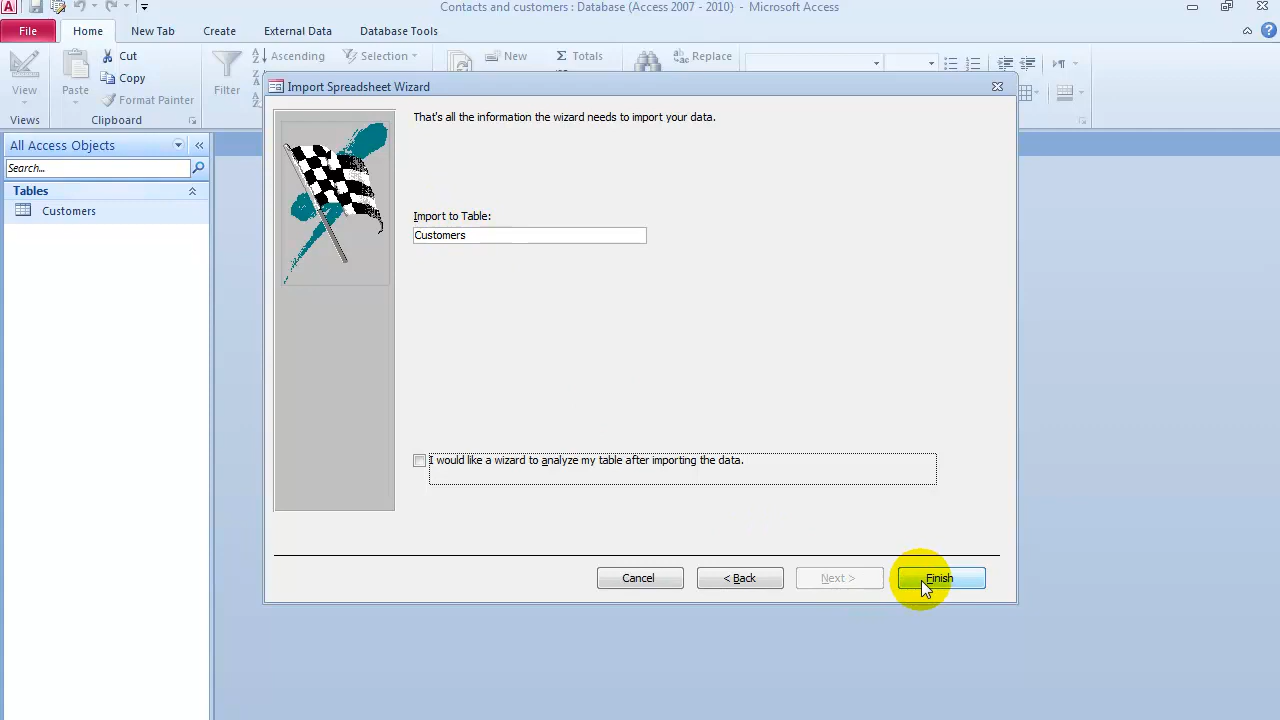 Contacts and customers : Database (Access 2007 - 2010) - Microsoft Access
File Home New Tab Create External Data Database Tools
View
Views
Paste
Cut
Copy
Format Painter
Clipboard
Filter
Ascending
Selection
New
Σ Totals
Replace
All Access Objects
Search...
Tables
Customers
Import Spreadsheet Wizard
That's all the information the wizard needs to import your data.
Import to Table:
Customers
I would like a wizard to analyze my table after importing the data.
Cancel < Back Next > Finish